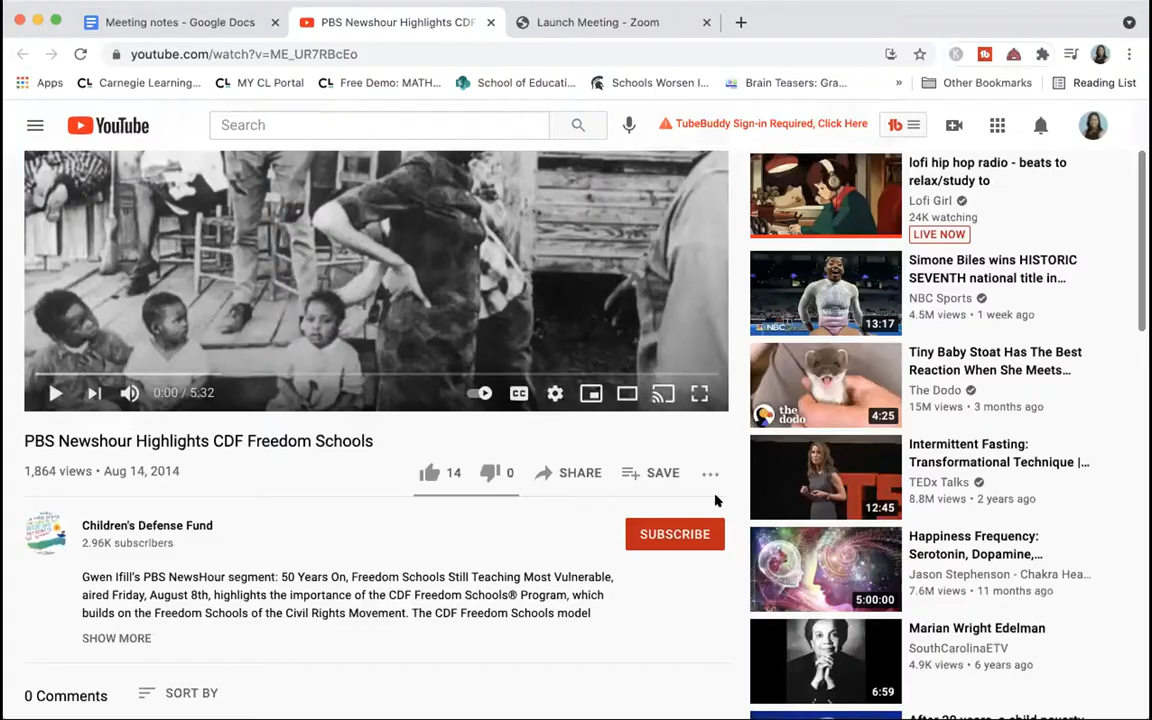 Meeting notes - Google Docs
PBS Newshour Highlights CDF
Launch Meeting - Zoom
youtube.com/watch?v=ME_UR7RBcEo
Apps
Carnegie Learning...
MY CL Portal
Free Demo: MATH...
School of Educati...
Schools Worsen I...
Brain Teasers: Gra...
»
Other Bookmarks
Reading List
YouTube
Search
TubeBuddy Sign-in Required, Click Here
tb
0:00 / 5:32
CC
PBS Newshour Highlights CDF Freedom Schools
1,864 views • Aug 14, 2014
14
0
SHARE
SAVE
Children's Defense Fund
2.96K subscribers
SUBSCRIBE
Gwen Ifill's PBS NewsHour segment: 50 Years On, Freedom Schools Still Teaching Most Vulnerable,
aired Friday, August 8th, highlights the importance of the CDF Freedom Schools® Program, which
builds on the Freedom Schools of the Civil Rights Movement. The CDF Freedom Schools model
SHOW MORE
0 Comments
SORT BY
lofi hip hop radio - beats to
relax/study to
Lofi Girl
24K watching
LIVE NOW
NBC
13:17
Simone Biles wins HISTORIC
SEVENTH national title in...
NBC Sports
4.5M views • 1 week ago
the
dodo
4:25
Tiny Baby Stoat Has The Best
Reaction When She Meets...
The Dodo
15M views • 3 months ago
12:45
Intermittent Fasting:
Transformational Technique |...
TEDx Talks
8.8M views • 2 years ago
5:00:00
Happiness Frequency:
Serotonin, Dopamine,...
Jason Stephenson - Chakra Hea...
7.6M views • 11 months ago
6:59
Marian Wright Edelman
SouthCarolinaETV
4.9K views • 6 years ago